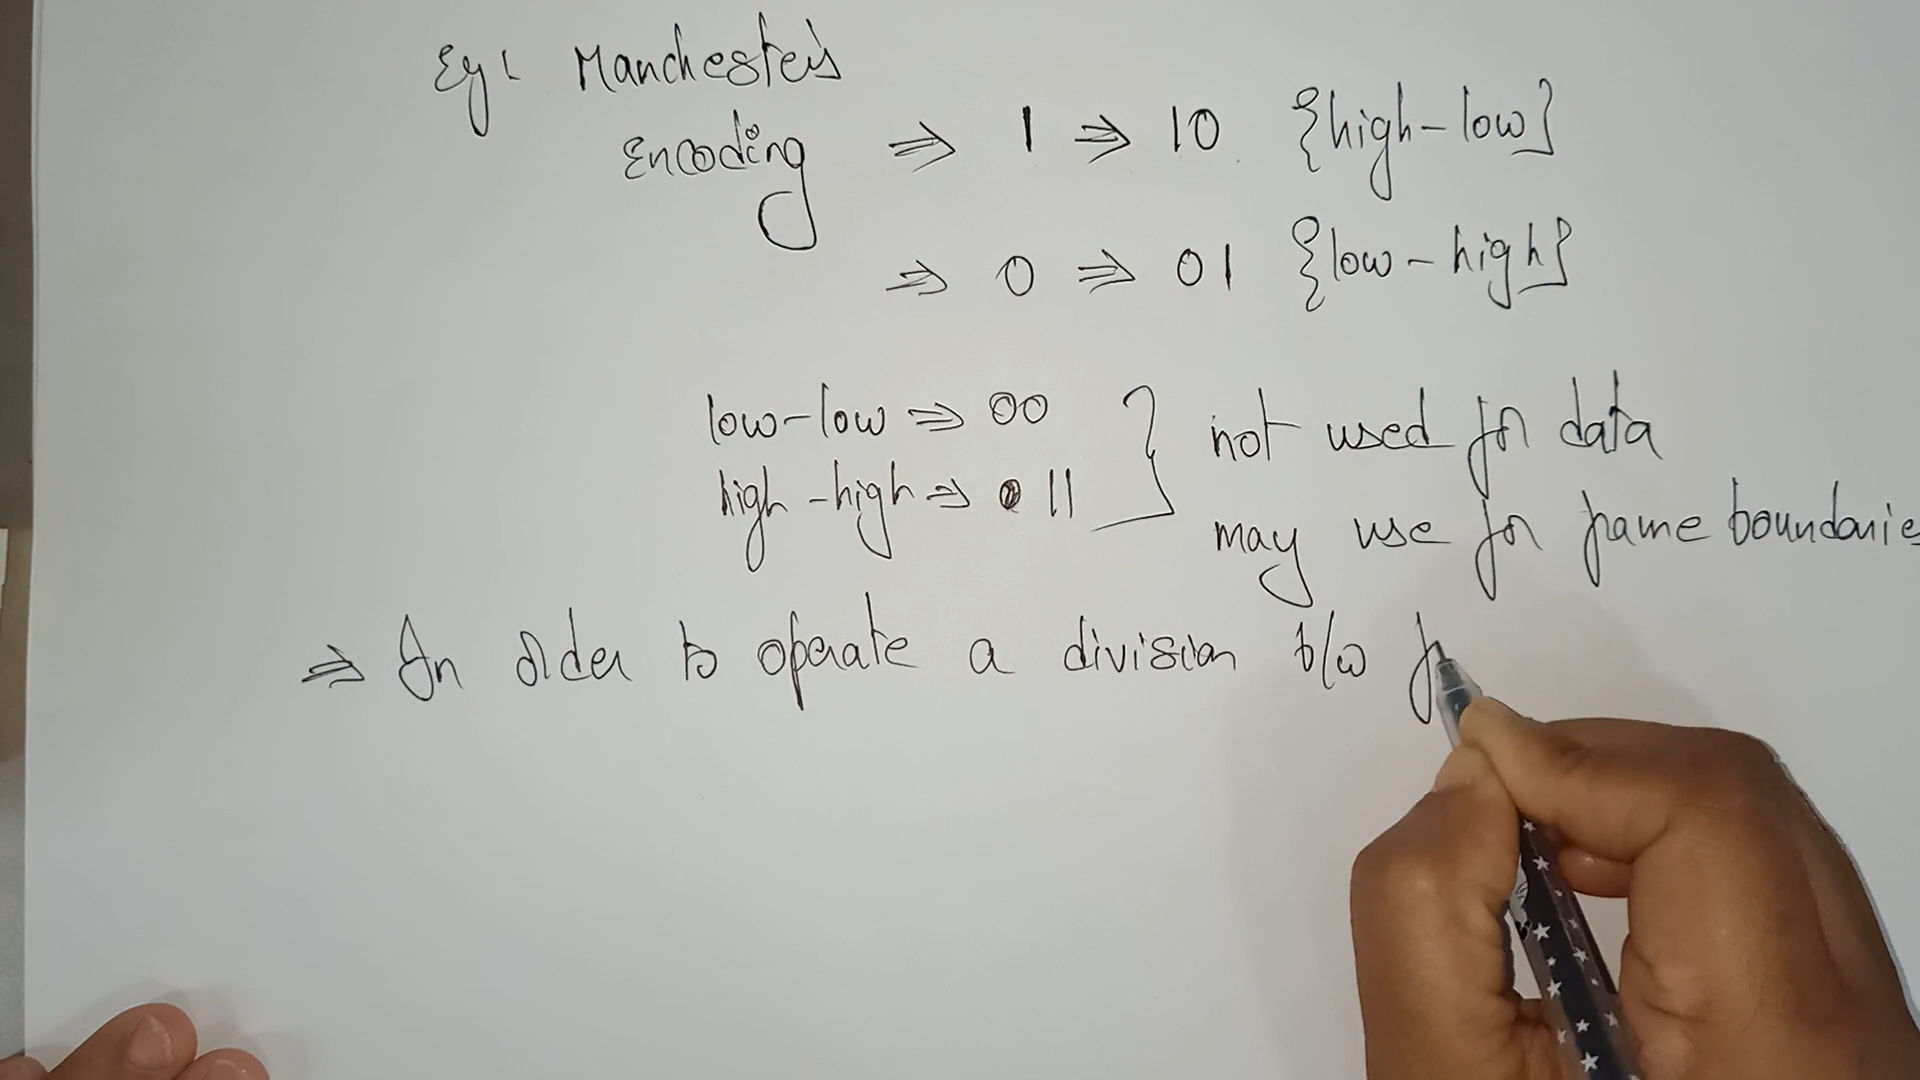 Eg: Manchester's
Encoding ⇒ 1 ⇒ 10 {high-low}
⇒ 0 ⇒ 01 {low-high}
low-low ⇒ 00 } not used for data
high-high ⇒ 11 may use for frame boundarie
⇒ In order to operate a division b/w f